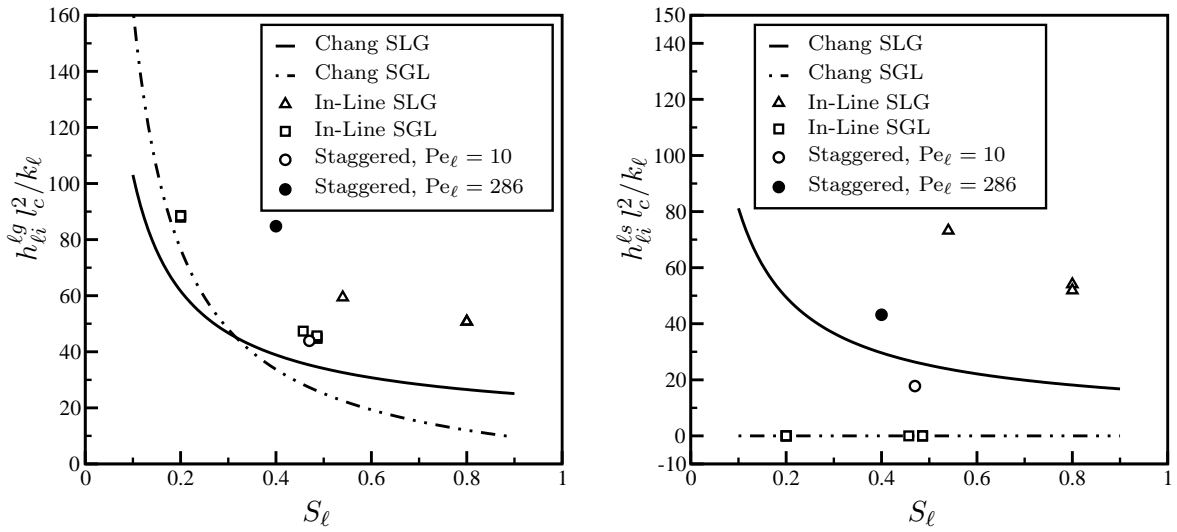 160
140
120
100
80
60
40
20
0
0
0.2
0.4
0.6
0.8
1
S_ℓ
h_{ℓi}^{ℓg} l_c^2/k_ℓ
Chang SLG
Chang SGL
In-Line SLG
In-Line SGL
Staggered, Pe_ℓ = 10
Staggered, Pe_ℓ = 286
150
140
120
100
80
60
40
20
0
-10
0
0.2
0.4
0.6
0.8
1
S_ℓ
h_{ℓi}^{ℓs} l_c^2/k_ℓ
Chang SLG
Chang SGL
In-Line SLG
In-Line SGL
Staggered, Pe_ℓ = 10
Staggered, Pe_ℓ = 286